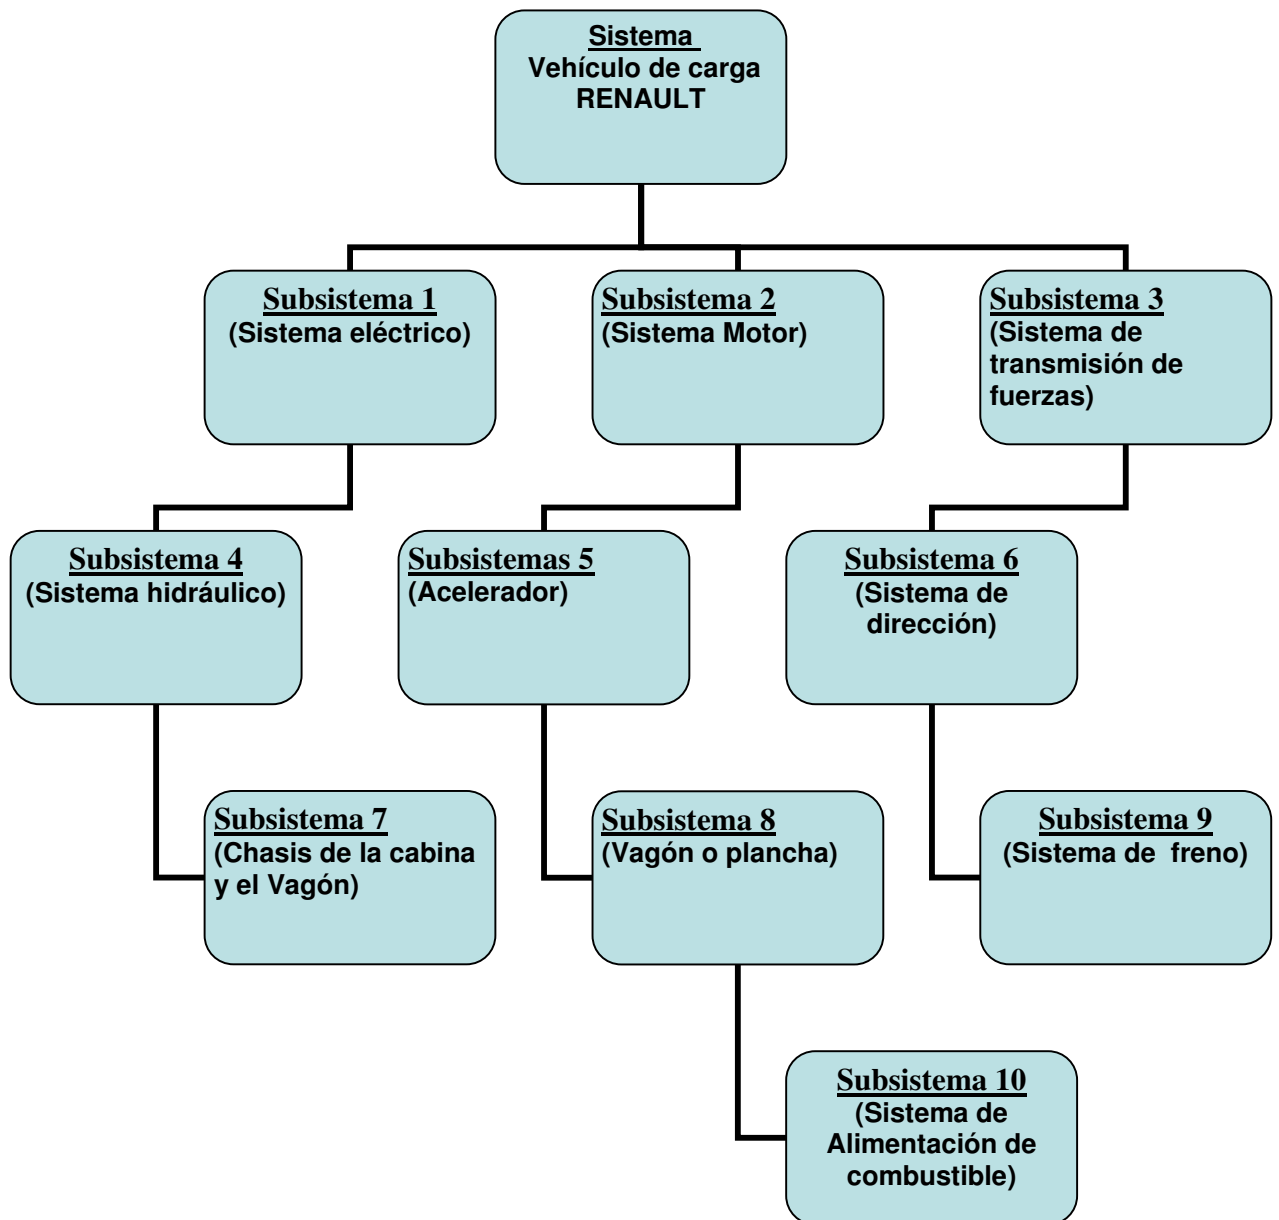 Sistema
Vehículo de carga
RENAULT
Subsistema 1
(Sistema eléctrico)
Subsistema 2
(Sistema Motor)
Subsistema 3
(Sistema de
transmisión de
fuerzas)
Subsistema 4
(Sistema hidráulico)
Subsistemas 5
(Acelerador)
Subsistema 6
(Sistema de
dirección)
Subsistema 7
(Chasis de la cabina
y el Vagón)
Subsistema 8
(Vagón o plancha)
Subsistema 9
(Sistema de freno)
Subsistema 10
(Sistema de
Alimentación de
combustible)